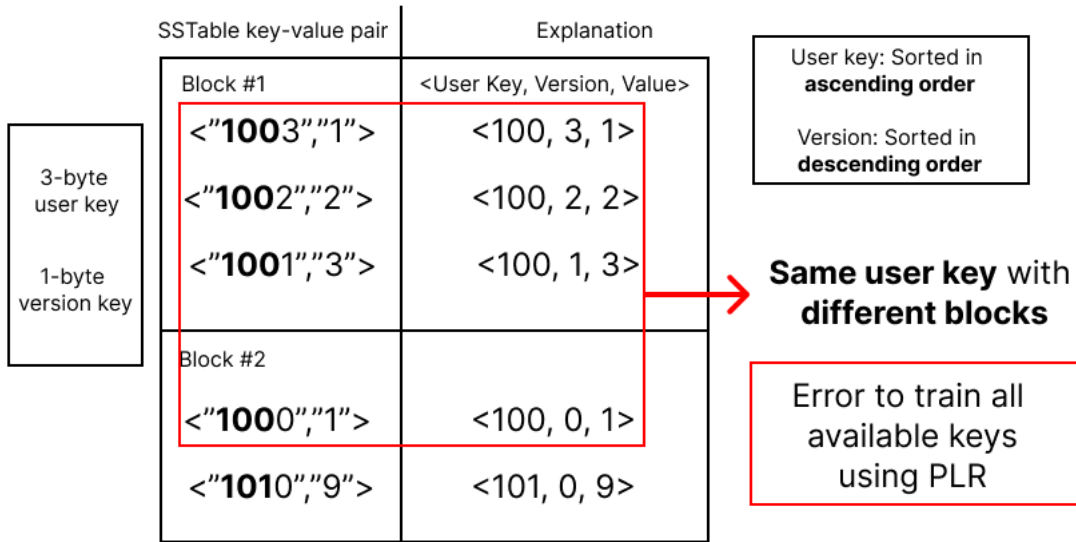 SSTable key-value pair
Explanation
Block #1
<User Key, Version, Value>
<”1003”,”1”>
<100, 3, 1>
<”1002”,”2”>
<100, 2, 2>
<”1001”,”3”>
<100, 1, 3>
Block #2
<”1000”,”1”>
<100, 0, 1>
<”1010”,”9”>
<101, 0, 9>
3-byte
user key
1-byte
version key
User key: Sorted in
ascending order
Version: Sorted in
descending order
Same user key with
different blocks
Error to train all
available keys
using PLR